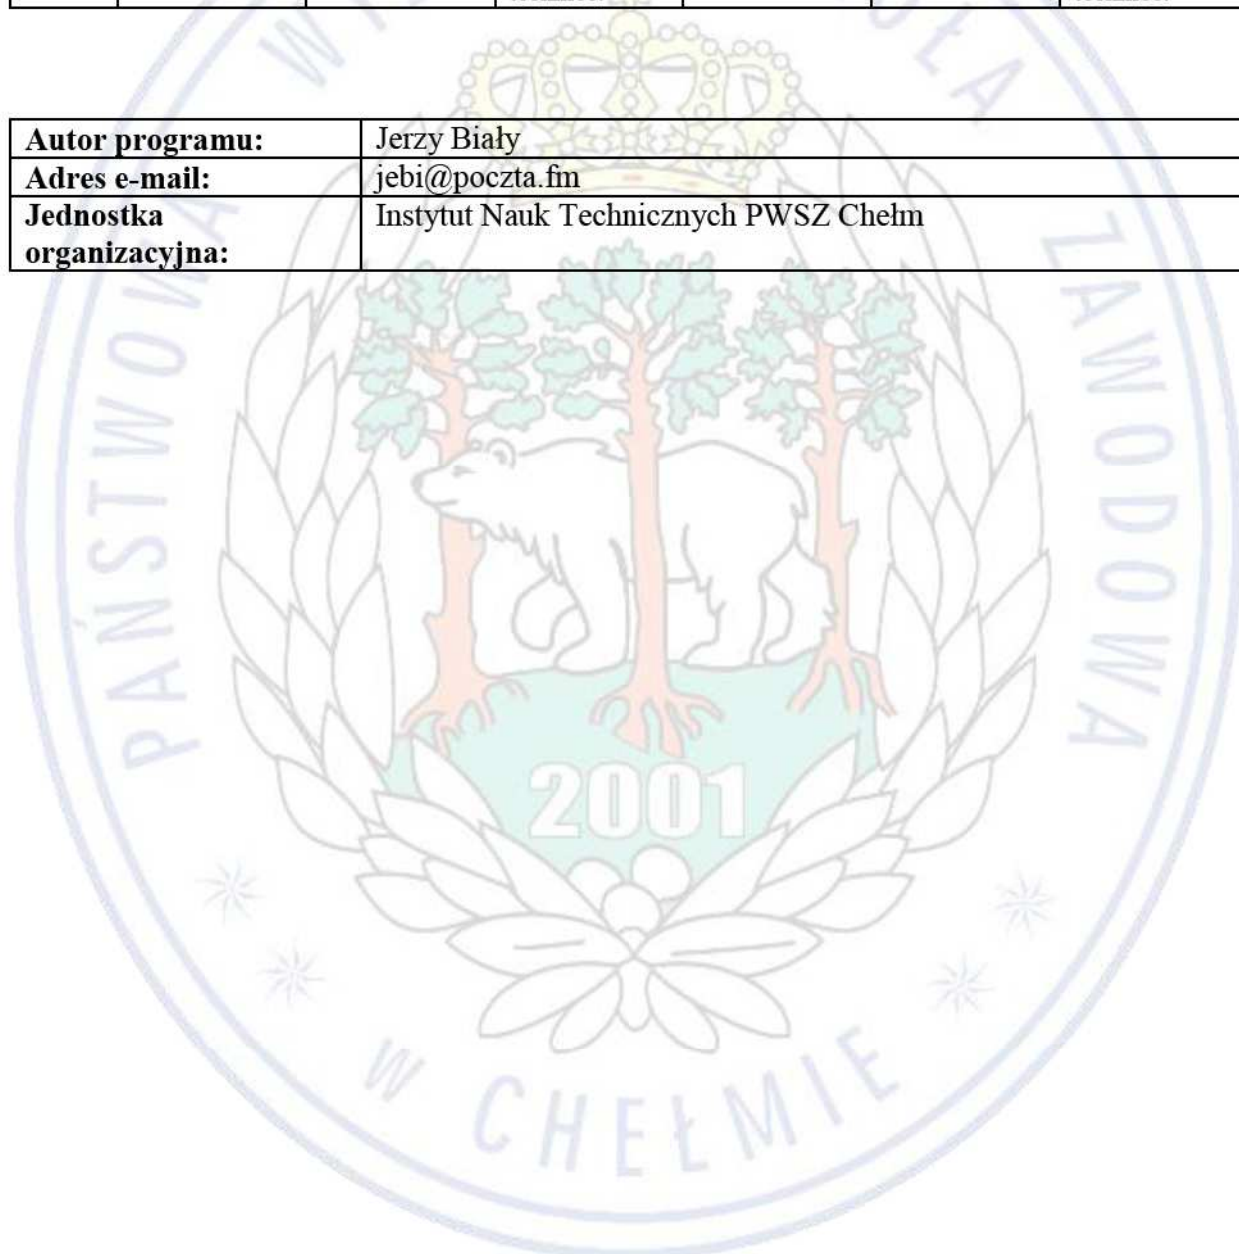 Autor programu: Jerzy Biały
Adres e-mail: jebi@poczta.fm
Jednostka organizacyjna: Instytut Nauk Technicznych PWSZ Chełm
PAŃSTWOWA
ZAWODOWA
2001
W CHEŁMIE